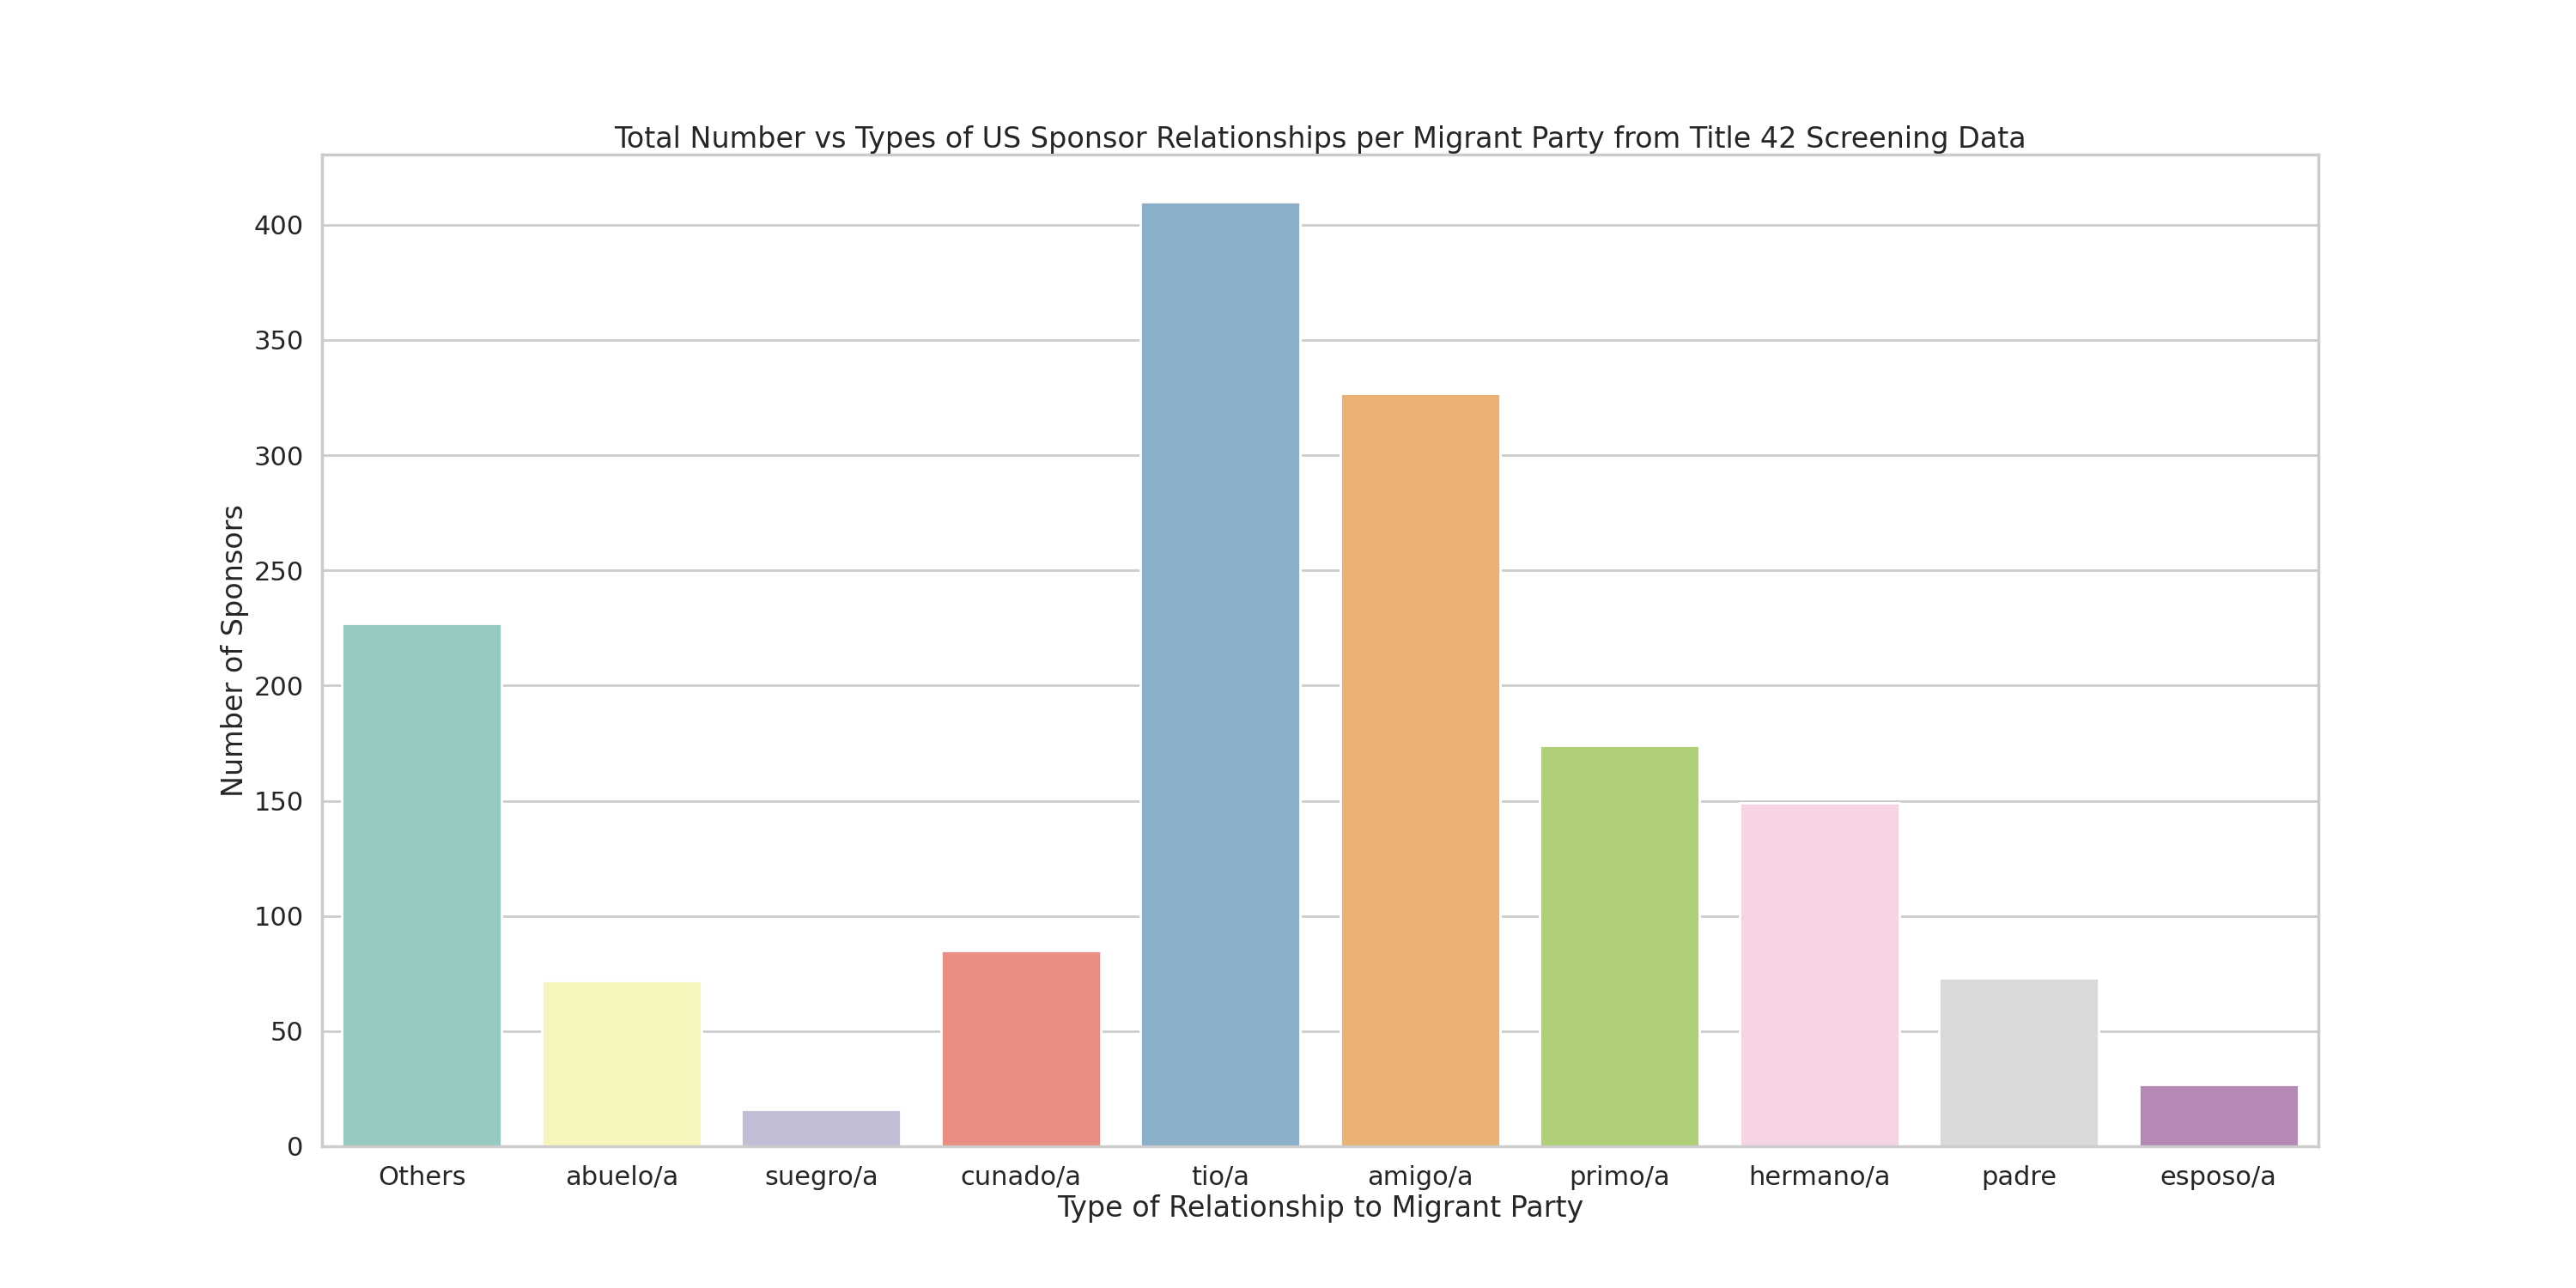 Total Number vs Types of US Sponsor Relationships per Migrant Party from Title 42 Screening Data
Number of Sponsors
400
350
300
250
200
150
100
50
0
Others abuelo/a suegro/a cunado/a tio/a amigo/a primo/a hermano/a padre esposo/a
Type of Relationship to Migrant Party